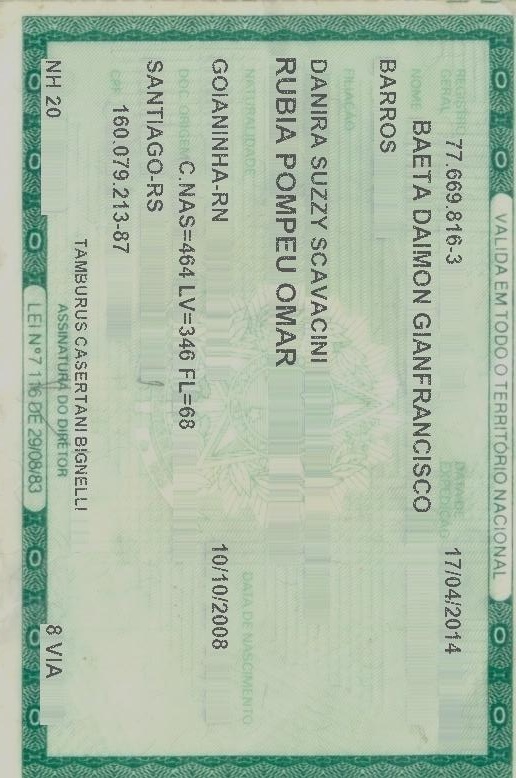 VALIDA EM TODO O TERRITÓRIO NACIONAL
REGISTRO GERAL 77.669.816-3 DATA DE EXPEDIÇÃO 17/04/2014
NOME BAETA DAIMON GIANFRANCISCO
BARROS
FILIAÇÃO
DANIRA SUZZY SCAVACINI
RUBIA POMPEU OMAR
NATURALIDADE DATA DE NASCIMENTO
GOIANINHA-RN 10/10/2008
DOC ORIGEM C.NAS=464 LV=346 FL=68
SANTIAGO-RS
CPF 160.079.213-87
TAMBURUS CASERTANI BIGNELLI
NH 20 ASSINATURA DO DIRETOR 8 VIA
LEI Nº 7.116 DE 29/08/83